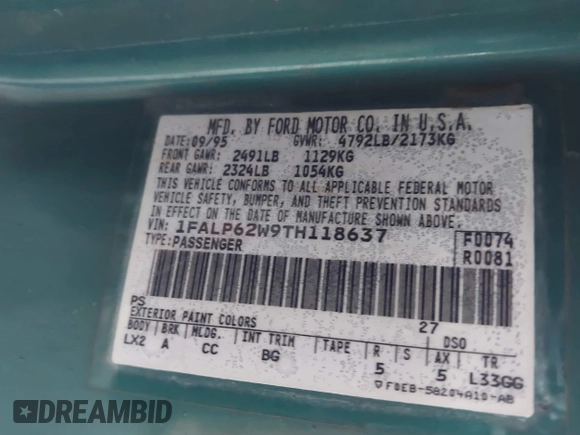 MFD. BY FORD MOTOR CO. IN U.S.A.
DATE: 09/95 GVWR: 4792LB/2173KG
FRONT GAWR: 2491LB 1129KG
REAR GAWR: 2324LB 1054KG
THIS VEHICLE CONFORMS TO ALL APPLICABLE FEDERAL MOTOR
VEHICLE SAFETY, BUMPER, AND THEFT PREVENTION STANDARDS
IN EFFECT ON THE DATE OF MANUFACTURE SHOWN ABOVE.
VIN: 1FALP62W9TH118637 F0074
TYPE: PASSENGER R0081
PS 27
EXTERIOR PAINT COLORS DSO
BODY BRK MLDG. INT TRIM TAPE R S AX TR
LX2 A CC BG 5 5 L33GG
F0EB-58204A10-AB
DREAMBID